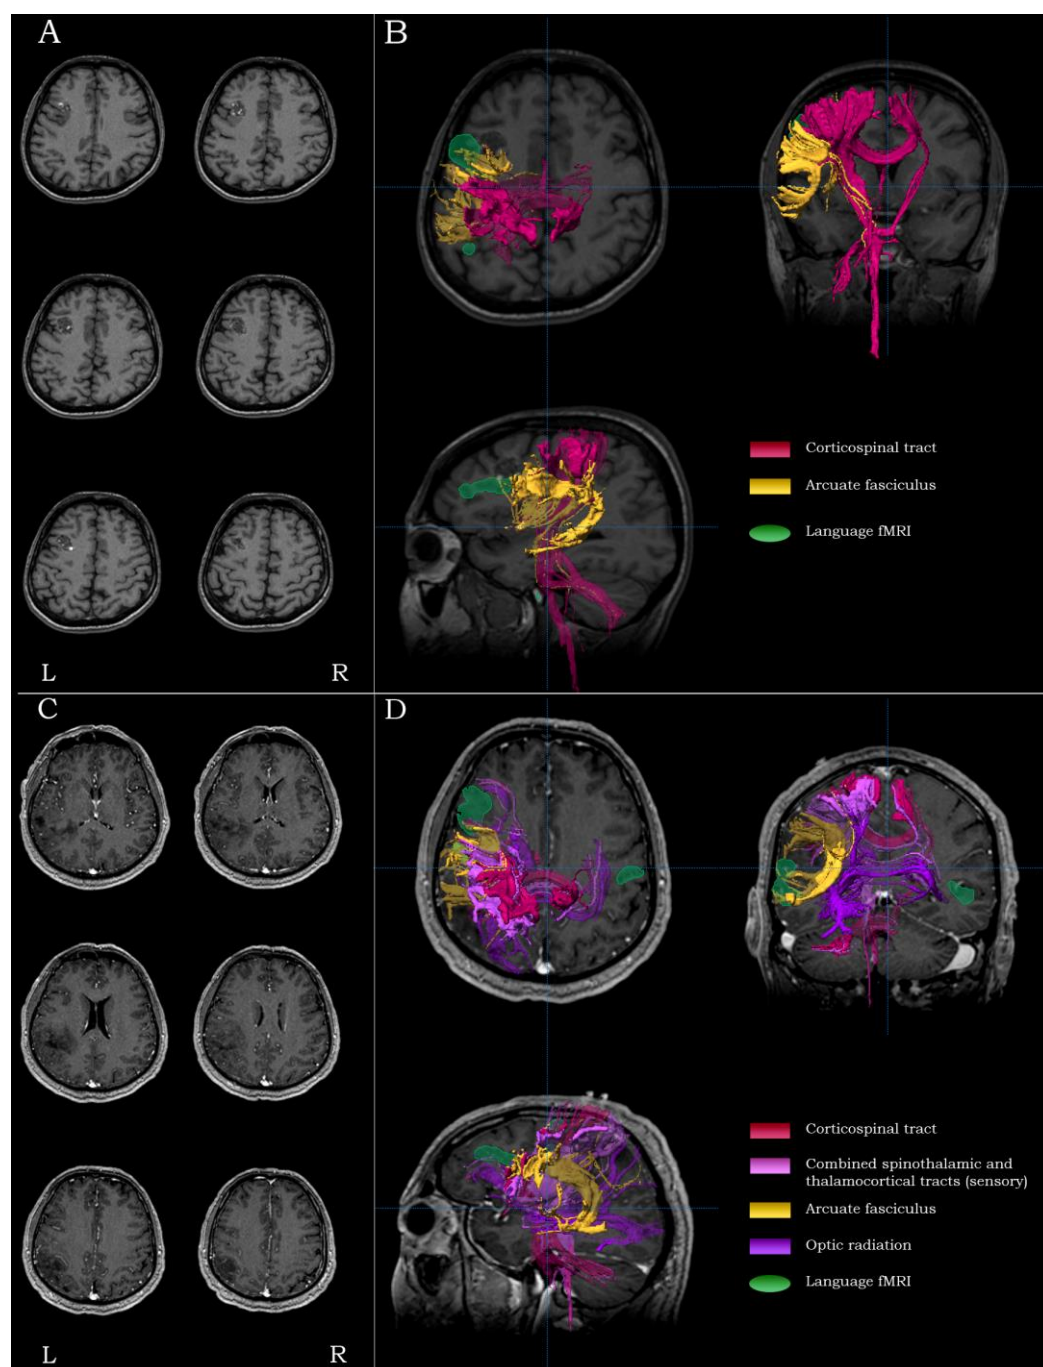 A
B
Corticospinal tract
Arcuate fasciculus
Language fMRI
L
R
C
D
Corticospinal tract
Combined spinothalamic and
thalamocortical tracts (sensory)
Arcuate fasciculus
Optic radiation
Language fMRI
L
R